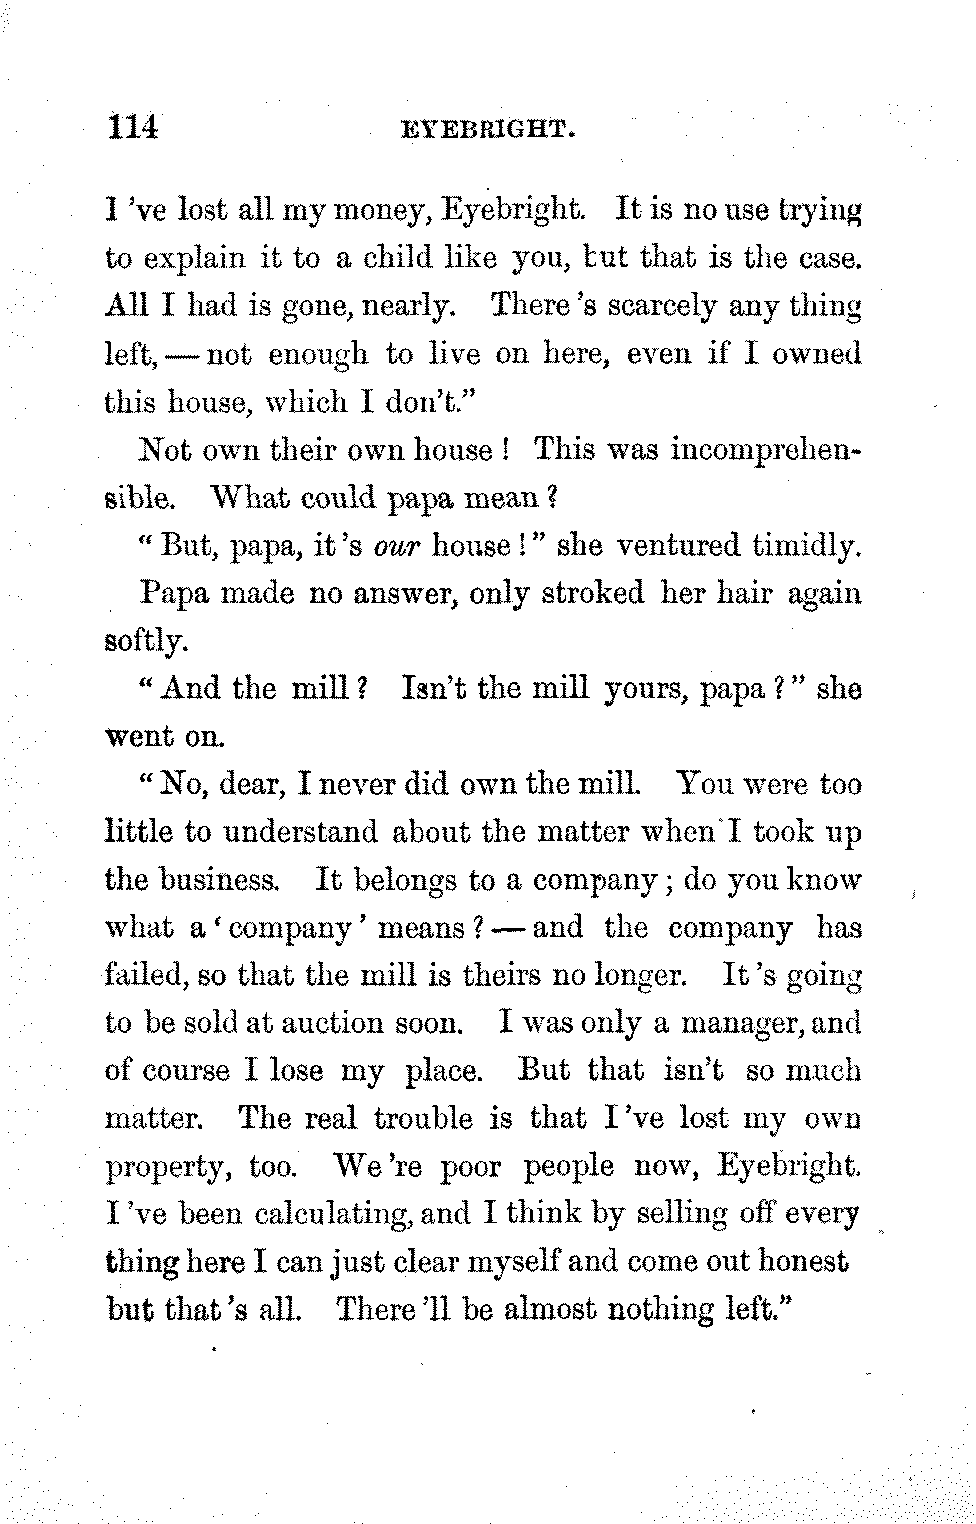 114 EYEBRIGHT.
I 've lost all my money, Eyebright. It is no use trying
to explain it to a child like you, but that is the case.
All I had is gone, nearly. There 's scarcely any thing
left, — not enough to live on here, even if I owned
this house, which I don't."
Not own their own house ! This was incomprehen-
sible. What could papa mean ?
" But, papa, it 's our house ! " she ventured timidly.
Papa made no answer, only stroked her hair again
softly.
" And the mill ? Isn't the mill yours, papa ? " she
went on.
" No, dear, I never did own the mill. You were too
little to understand about the matter when I took up
the business. It belongs to a company ; do you know
what a ' company ' means ? — and the company has
failed, so that the mill is theirs no longer. It 's going
to be sold at auction soon. I was only a manager, and
of course I lose my place. But that isn't so much
matter. The real trouble is that I 've lost my own
property, too. We 're poor people now, Eyebright.
I 've been calculating, and I think by selling off every
thing here I can just clear myself and come out honest
but that 's all. There 'll be almost nothing left."